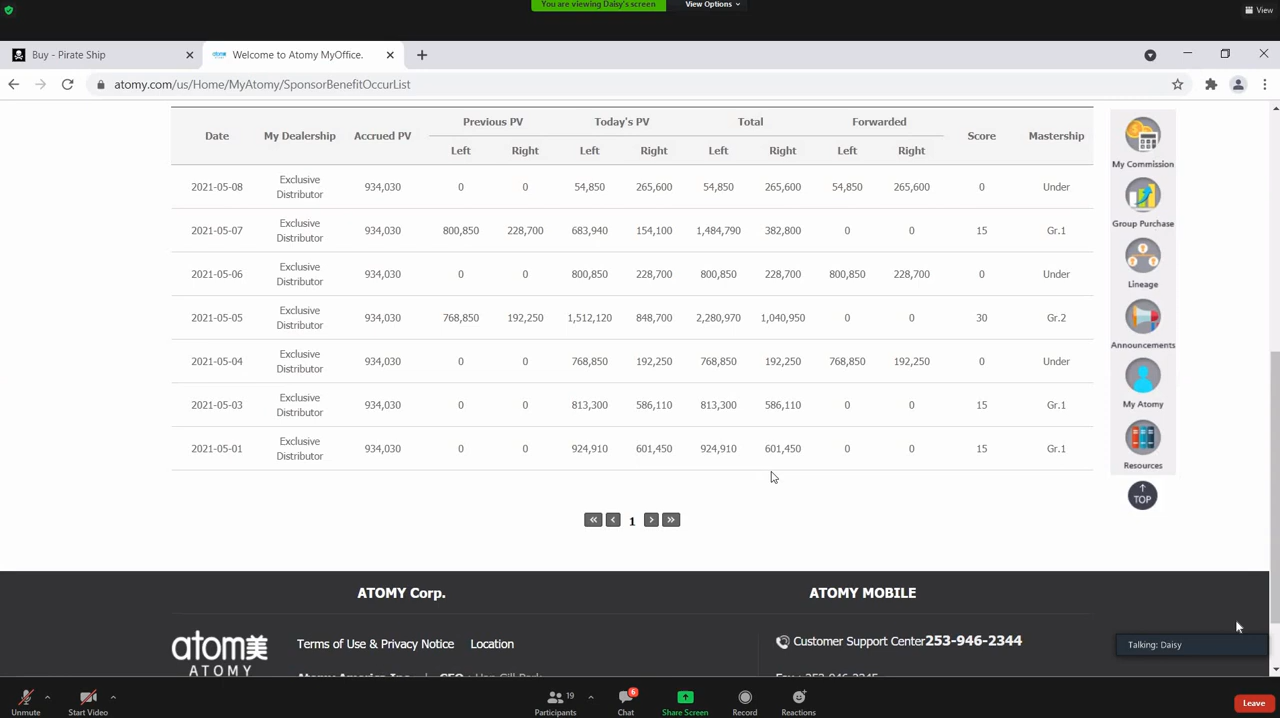 You are viewing Daisy's screen View Options
View
Buy - Pirate Ship Welcome to Atomy MyOffice.
atomy.com/us/Home/MyAtomy/SponsorBenefitOccurList
Date My Dealership Accrued PV Previous PV Today's PV Total Forwarded Score Mastership
Left Right Left Right Left Right Left Right
2021-05-08 Exclusive Distributor 934,030 0 0 54,850 265,600 54,850 265,600 54,850 265,600 0 Under
2021-05-07 Exclusive Distributor 934,030 800,850 228,700 683,940 154,100 1,484,790 382,800 0 0 15 Gr.1
2021-05-06 Exclusive Distributor 934,030 0 0 800,850 228,700 800,850 228,700 800,850 228,700 0 Under
2021-05-05 Exclusive Distributor 934,030 768,850 192,250 1,512,120 848,700 2,280,970 1,040,950 0 0 30 Gr.2
2021-05-04 Exclusive Distributor 934,030 0 0 768,850 192,250 768,850 192,250 768,850 192,250 0 Under
2021-05-03 Exclusive Distributor 934,030 0 0 813,300 586,110 813,300 586,110 0 0 15 Gr.1
2021-05-01 Exclusive Distributor 934,030 0 0 924,910 601,450 924,910 601,450 0 0 15 Gr.1
My Commission
Group Purchase
Lineage
Announcements
My Atomy
Resources
TOP
1
ATOMY Corp. ATOMY MOBILE
atom美
ATOMY
Terms of Use & Privacy Notice Location
Customer Support Center253-946-2344
Talking: Daisy
Unmute Start Video Participants 19 Chat 6 Share Screen Record Reactions Leave